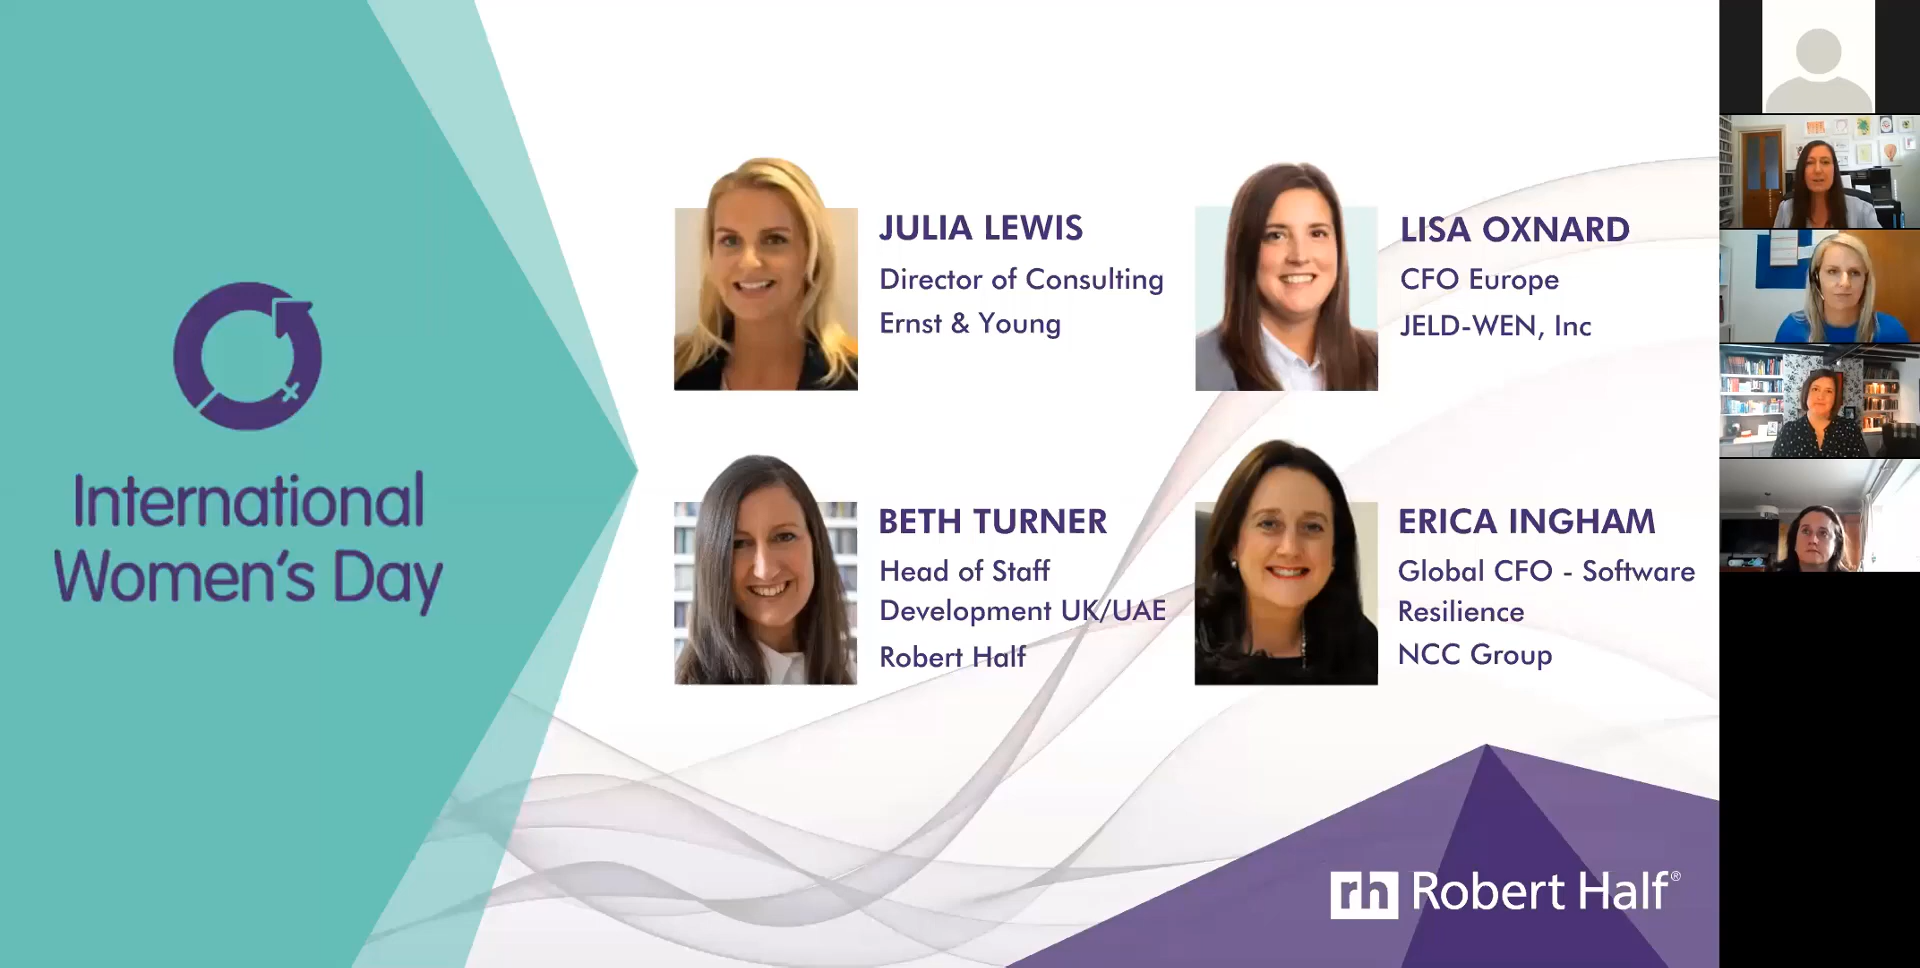 International
Women's Day
JULIA LEWIS
Director of Consulting
Ernst & Young
LISA OXNARD
CFO Europe
JELD-WEN, Inc
BETH TURNER
Head of Staff
Development UK/UAE
Robert Half
ERICA INGHAM
Global CFO - Software
Resilience
NCC Group
rh Robert Half®